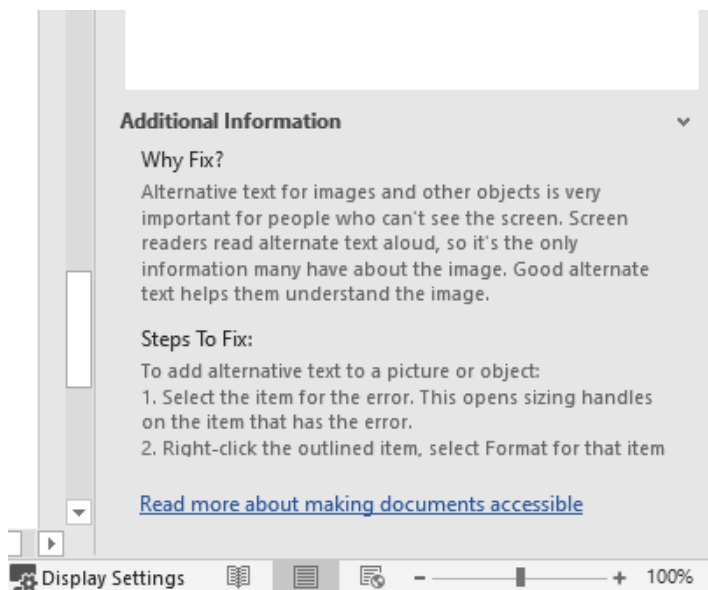 Additional Information
Why Fix?
Alternative text for images and other objects is very
important for people who can't see the screen. Screen
readers read alternate text aloud, so it's the only
information many have about the image. Good alternate
text helps them understand the image.
Steps To Fix:
To add alternative text to a picture or object:
1. Select the item for the error. This opens sizing handles
on the item that has the error.
2. Right-click the outlined item, select Format for that item
Read more about making documents accessible
Display Settings 100%